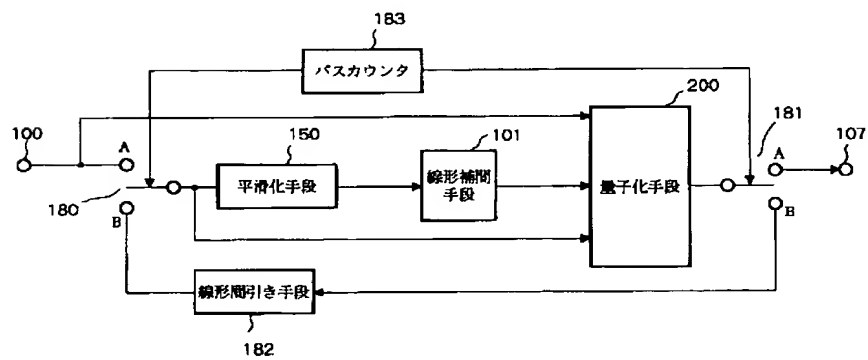 183
パスカウンタ
200
100
A
150
101
181
107
A
平滑化手段
線形補間
手段
量子化手段
180
B
B
線形間引き手段
182